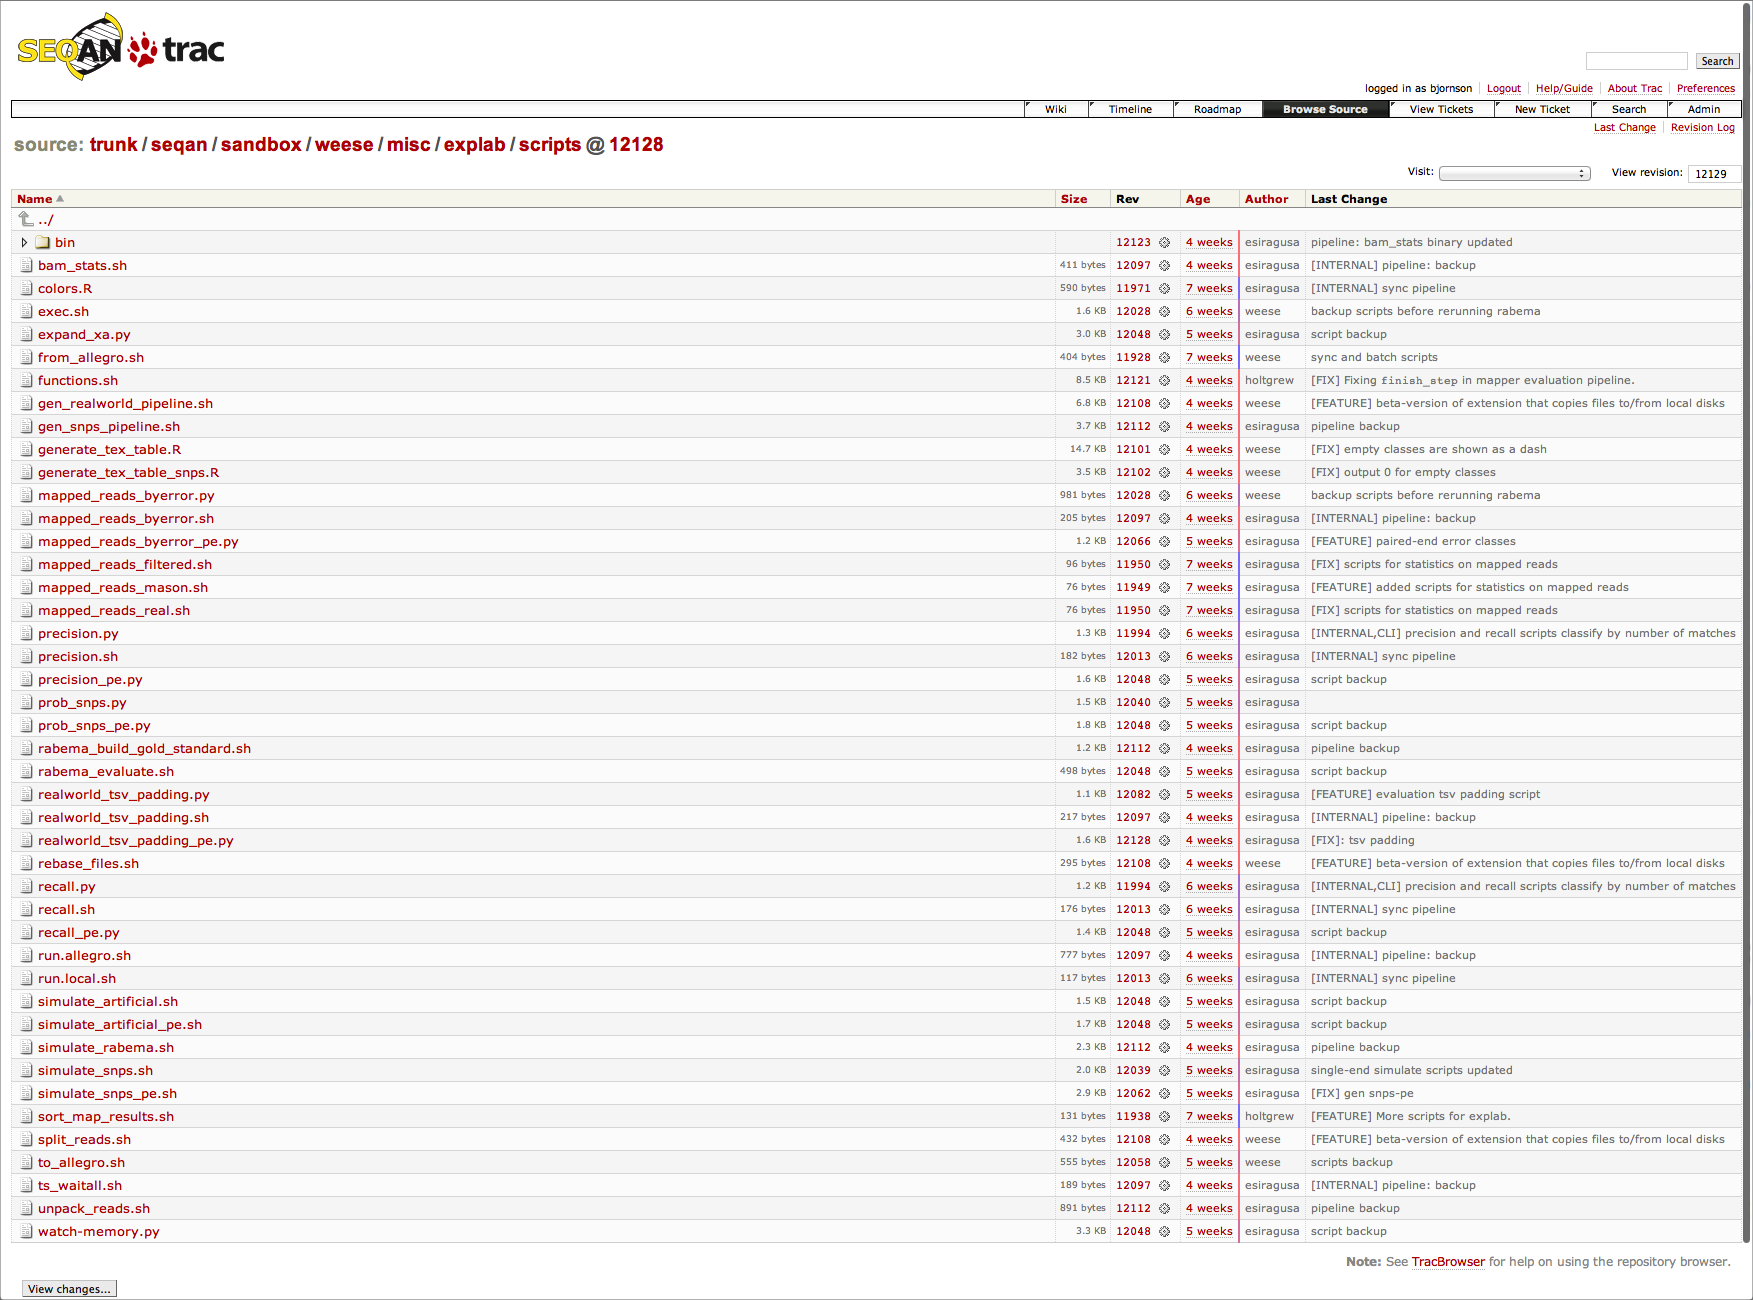 SEQAN trac
Search
logged in as bjornson Logout Help/Guide About Trac Preferences
Wiki Timeline Roadmap Browse Source View Tickets New Ticket Search Admin
Last Change Revision Log
source: trunk / seqan / sandbox / weese / misc / explab / scripts @ 12128
Visit: View revision: 12129
Name Size Rev Age Author Last Change
../
bin 12123 4 weeks esiragusa pipeline: bam_stats binary updated
bam_stats.sh 411 bytes 12097 4 weeks esiragusa [INTERNAL] pipeline: backup
colors.R 590 bytes 11971 7 weeks esiragusa [INTERNAL] sync pipeline
exec.sh 1.6 KB 12028 6 weeks weese backup scripts before rerunning rabema
expand_xa.py 3.0 KB 12048 5 weeks esiragusa script backup
from_allegro.sh 404 bytes 11928 7 weeks weese sync and batch scripts
functions.sh 8.5 KB 12121 4 weeks holtgrew [FIX] Fixing finish_step in mapper evaluation pipeline.
gen_realworld_pipeline.sh 6.8 KB 12108 4 weeks weese [FEATURE] beta-version of extension that copies files to/from local disks
gen_snps_pipeline.sh 3.7 KB 12112 4 weeks esiragusa pipeline backup
generate_tex_table.R 14.7 KB 12101 4 weeks weese [FIX] empty classes are shown as a dash
generate_tex_table_snps.R 3.5 KB 12102 4 weeks weese [FIX] output 0 for empty classes
mapped_reads_byerror.py 981 bytes 12028 6 weeks weese backup scripts before rerunning rabema
mapped_reads_byerror.sh 205 bytes 12097 4 weeks esiragusa [INTERNAL] pipeline: backup
mapped_reads_byerror_pe.py 1.2 KB 12066 5 weeks esiragusa [FEATURE] paired-end error classes
mapped_reads_filtered.sh 96 bytes 11950 7 weeks esiragusa [FIX] scripts for statistics on mapped reads
mapped_reads_mason.sh 76 bytes 11949 7 weeks esiragusa [FEATURE] added scripts for statistics on mapped reads
mapped_reads_real.sh 76 bytes 11950 7 weeks esiragusa [FIX] scripts for statistics on mapped reads
precision.py 1.3 KB 11994 6 weeks esiragusa [INTERNAL,CLI] precision and recall scripts classify by number of matches
precision.sh 182 bytes 12013 6 weeks esiragusa [INTERNAL] sync pipeline
precision_pe.py 1.6 KB 12048 5 weeks esiragusa script backup
prob_snps.py 1.5 KB 12040 5 weeks esiragusa
prob_snps_pe.py 1.8 KB 12048 5 weeks esiragusa script backup
rabema_build_gold_standard.sh 1.2 KB 12112 4 weeks esiragusa pipeline backup
rabema_evaluate.sh 498 bytes 12048 5 weeks esiragusa script backup
realworld_tsv_padding.py 1.1 KB 12082 5 weeks esiragusa [FEATURE] evaluation tsv padding script
realworld_tsv_padding.sh 217 bytes 12097 4 weeks esiragusa [INTERNAL] pipeline: backup
realworld_tsv_padding_pe.py 1.6 KB 12128 4 weeks esiragusa [FIX]: tsv padding
rebase_files.sh 295 bytes 12108 4 weeks weese [FEATURE] beta-version of extension that copies files to/from local disks
recall.py 1.2 KB 11994 6 weeks esiragusa [INTERNAL,CLI] precision and recall scripts classify by number of matches
recall.sh 176 bytes 12013 6 weeks esiragusa [INTERNAL] sync pipeline
recall_pe.py 1.4 KB 12048 5 weeks esiragusa script backup
run.allegro.sh 777 bytes 12097 4 weeks esiragusa [INTERNAL] pipeline: backup
run.local.sh 117 bytes 12013 6 weeks esiragusa [INTERNAL] sync pipeline
simulate_artificial.sh 1.5 KB 12048 5 weeks esiragusa script backup
simulate_artificial_pe.sh 1.7 KB 12048 5 weeks esiragusa script backup
simulate_rabema.sh 2.3 KB 12112 4 weeks esiragusa pipeline backup
simulate_snps.sh 2.0 KB 12039 5 weeks esiragusa single-end simulate scripts updated
simulate_snps_pe.sh 2.9 KB 12062 5 weeks esiragusa [FIX] gen snps-pe
sort_map_results.sh 131 bytes 11938 7 weeks holtgrew [FEATURE] More scripts for explab.
split_reads.sh 432 bytes 12108 4 weeks weese [FEATURE] beta-version of extension that copies files to/from local disks
to_allegro.sh 555 bytes 12058 5 weeks weese scripts backup
ts_waitall.sh 189 bytes 12097 4 weeks esiragusa [INTERNAL] pipeline: backup
unpack_reads.sh 891 bytes 12112 4 weeks esiragusa pipeline backup
watch-memory.py 3.3 KB 12048 5 weeks esiragusa script backup
Note: See TracBrowser for help on using the repository browser.
View changes...